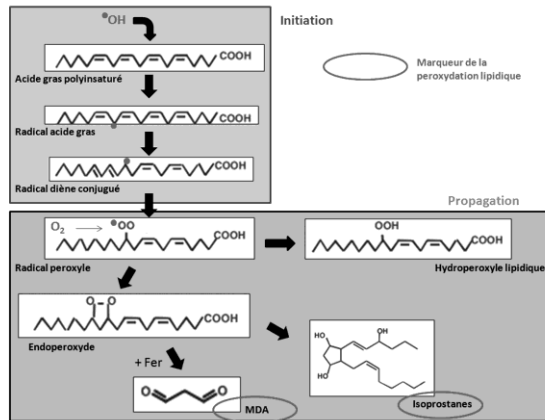 •OH
Initiation
COOH
Acide gras polyinsaturé
Marqueur de la
peroxydation lipidique
COOH
Radical acide gras
COOH
Radical diène conjugué
Propagation
O₂ → •OO
COOH
Radical peroxyle
OOH
COOH
Hydroperoxyle lipidique
O-O
COOH
Endoperoxyde
+ Fer
O O
MDA
HO
OH
HO
Isoprostanes